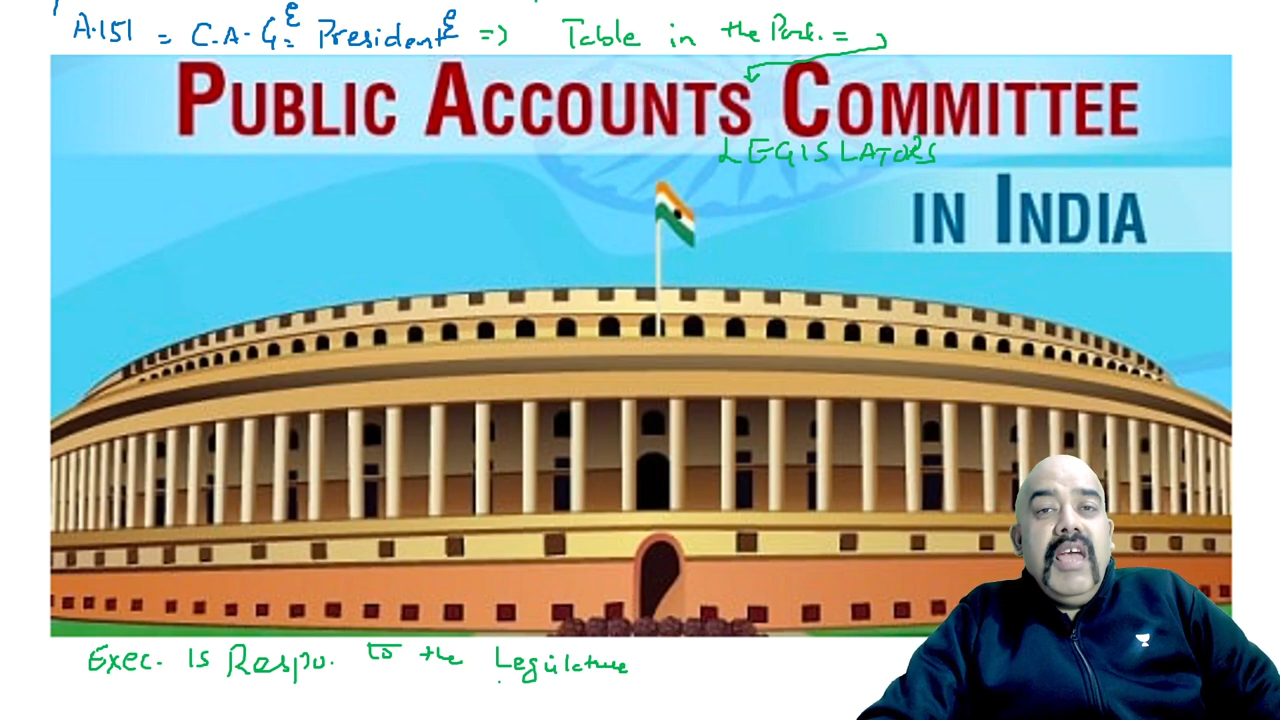 A.151 = C.A.G. & President & => Table in the Parl. =
PUBLIC ACCOUNTS COMMITTEE
LEGISLATORS
IN INDIA
Exec. is Respo. to the Legislature